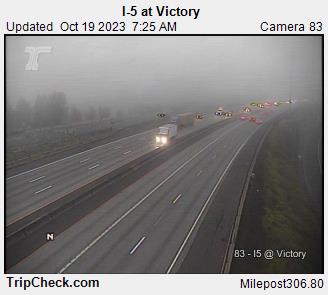 I-5 at Victory
Updated Oct 19 2023 7:25 AM Camera 83
N
83 - I5 @ Victory
TripCheck.com Milepost306.80